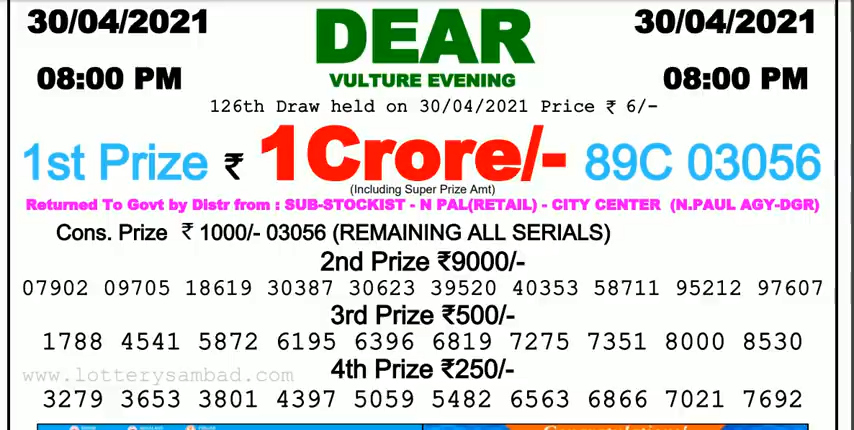 30/04/2021 DEAR 30/04/2021
08:00 PM VULTURE EVENING 08:00 PM
126th Draw held on 30/04/2021 Price ₹ 6/-
1st Prize ₹ 1Crore/- 89C 03056
(Including Super Prize Amt)
Returned To Govt by Distr from : SUB-STOCKIST - N PAL(RETAIL) - CITY CENTER (N.PAUL AGY-DGR)
Cons. Prize ₹ 1000/- 03056 (REMAINING ALL SERIALS)
2nd Prize ₹9000/-
07902 09705 18619 30387 30623 39520 40353 58711 95212 97607
3rd Prize ₹500/-
1788 4541 5872 6195 6396 6819 7275 7351 8000 8530
4th Prize ₹250/-
www.lotterysambad.com
3279 3653 3801 4397 5059 5482 6563 6866 7021 7692